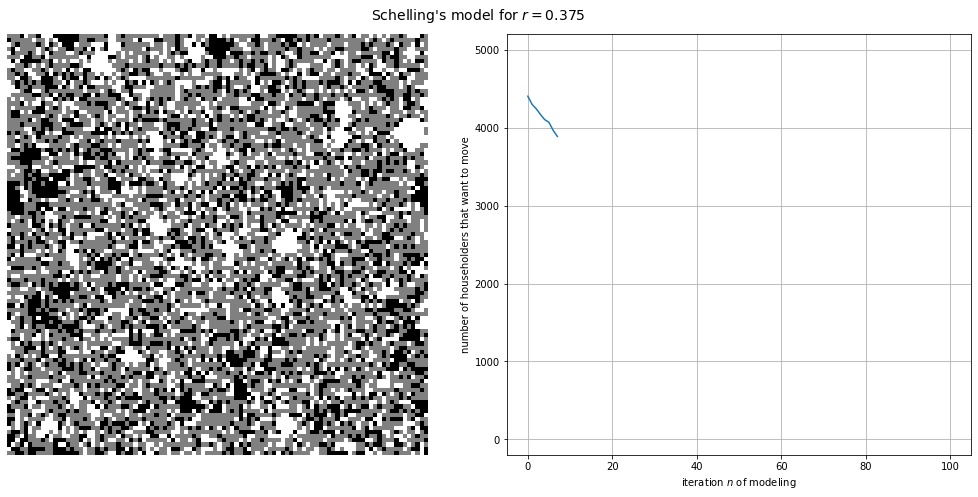 Schelling's model for r = 0.375
number of householders that want to move
5000
4000
3000
2000
1000
0
0 20 40 60 80 100
iteration n of modeling